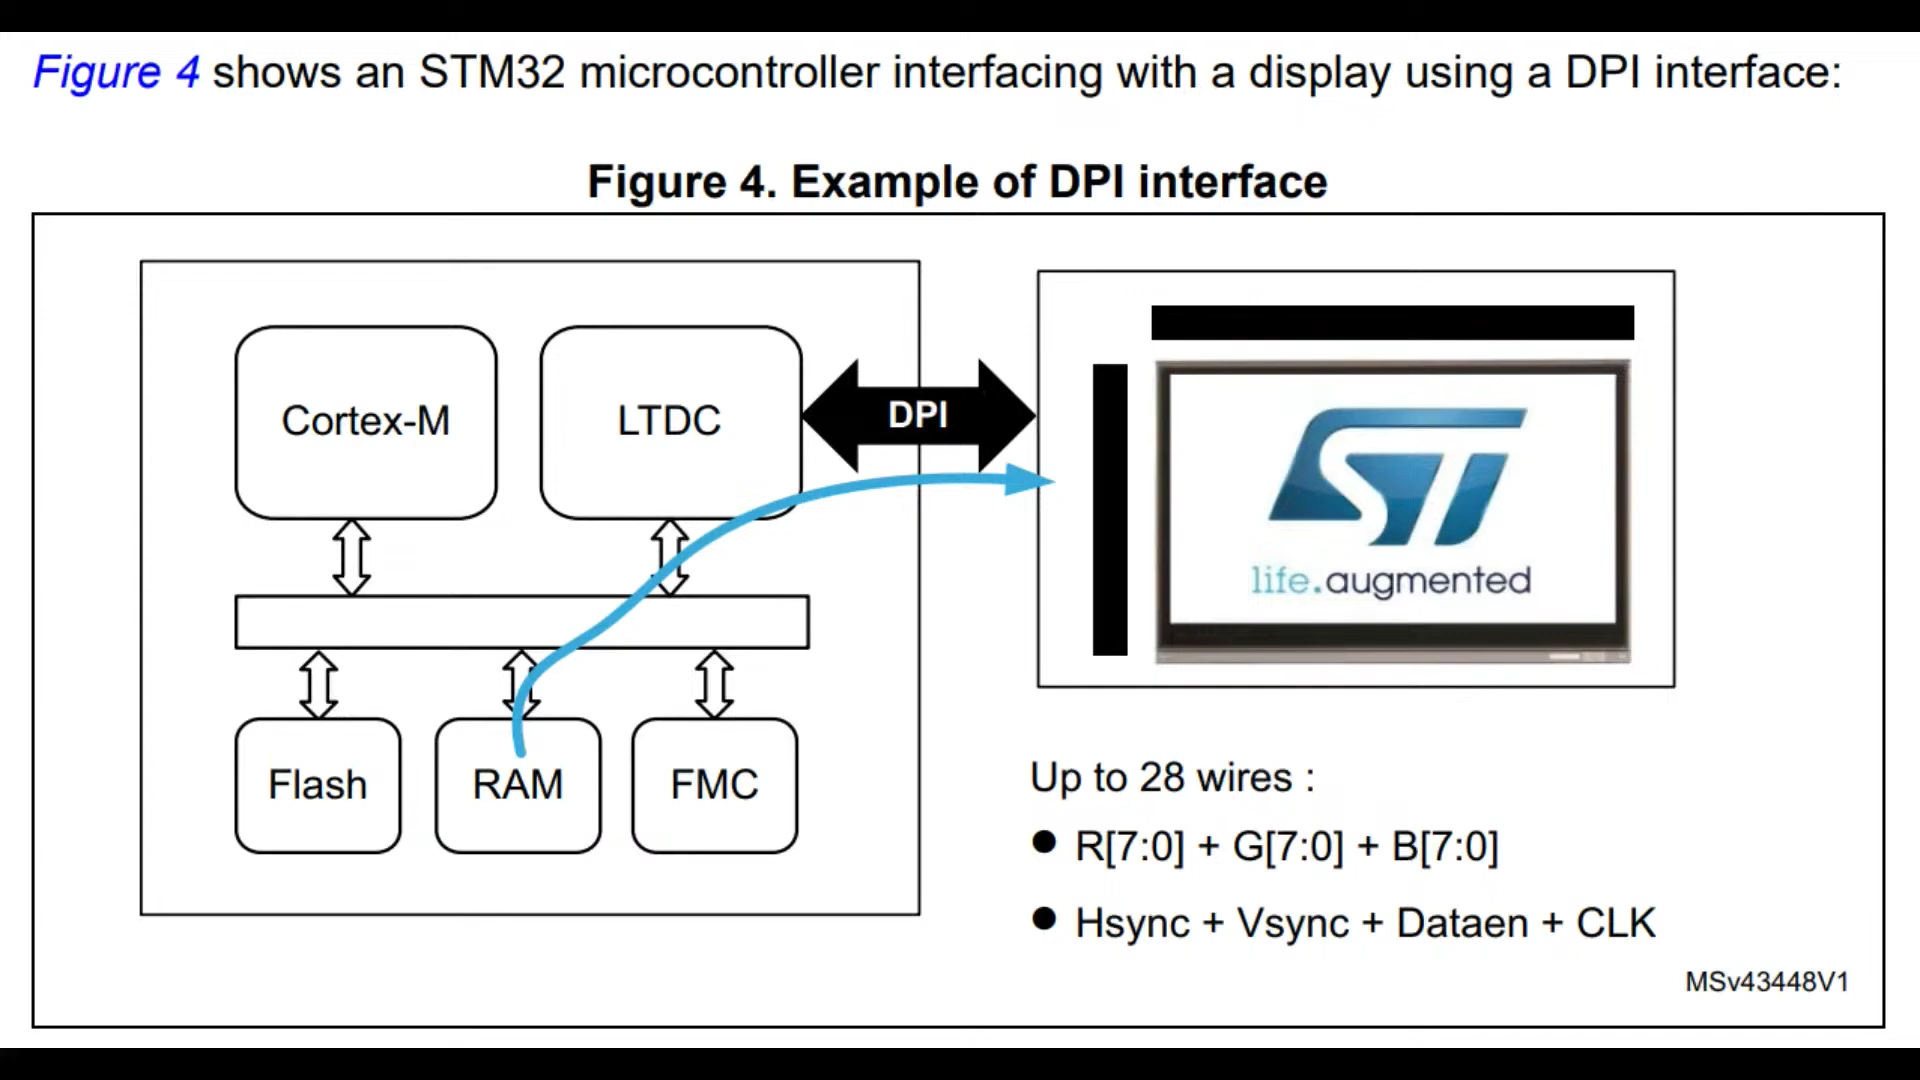 Figure 4 shows an STM32 microcontroller interfacing with a display using a DPI interface:
Figure 4. Example of DPI interface
Cortex-M
LTDC
DPI
ST
life.augmented
Flash
RAM
FMC
Up to 28 wires :
● R[7:0] + G[7:0] + B[7:0]
● Hsync + Vsync + Dataen + CLK
MSv43448V1